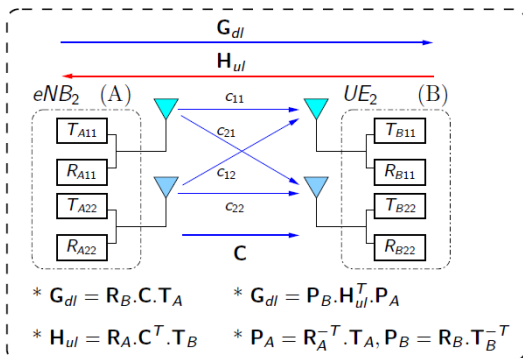 G_dl
H_ul
eNB_2 (A)
UE_2 (B)
c_11
c_21
c_12
c_22
C
T_A11
R_A11
T_A22
R_A22
T_B11
R_B11
T_B22
R_B22
* G_dl = R_B.C.T_A
* G_dl = P_B.H_ul^T.P_A
* H_ul = R_A.C^T.T_B
* P_A = R_A^-T.T_A, P_B = R_B.T_B^-T